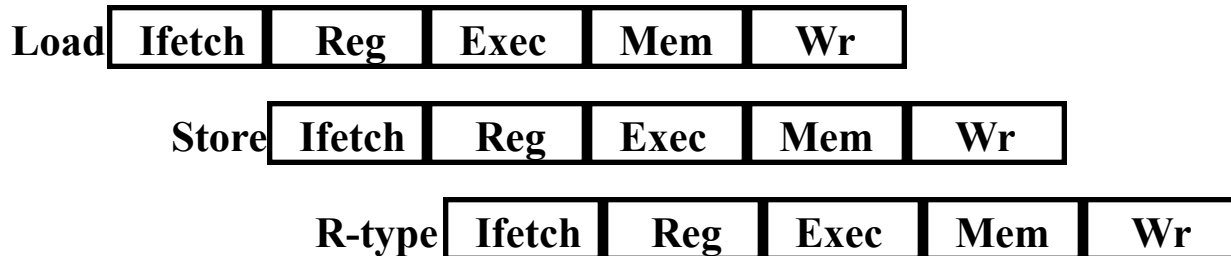 Load Ifetch Reg Exec Mem Wr
Store Ifetch Reg Exec Mem Wr
R-type Ifetch Reg Exec Mem Wr